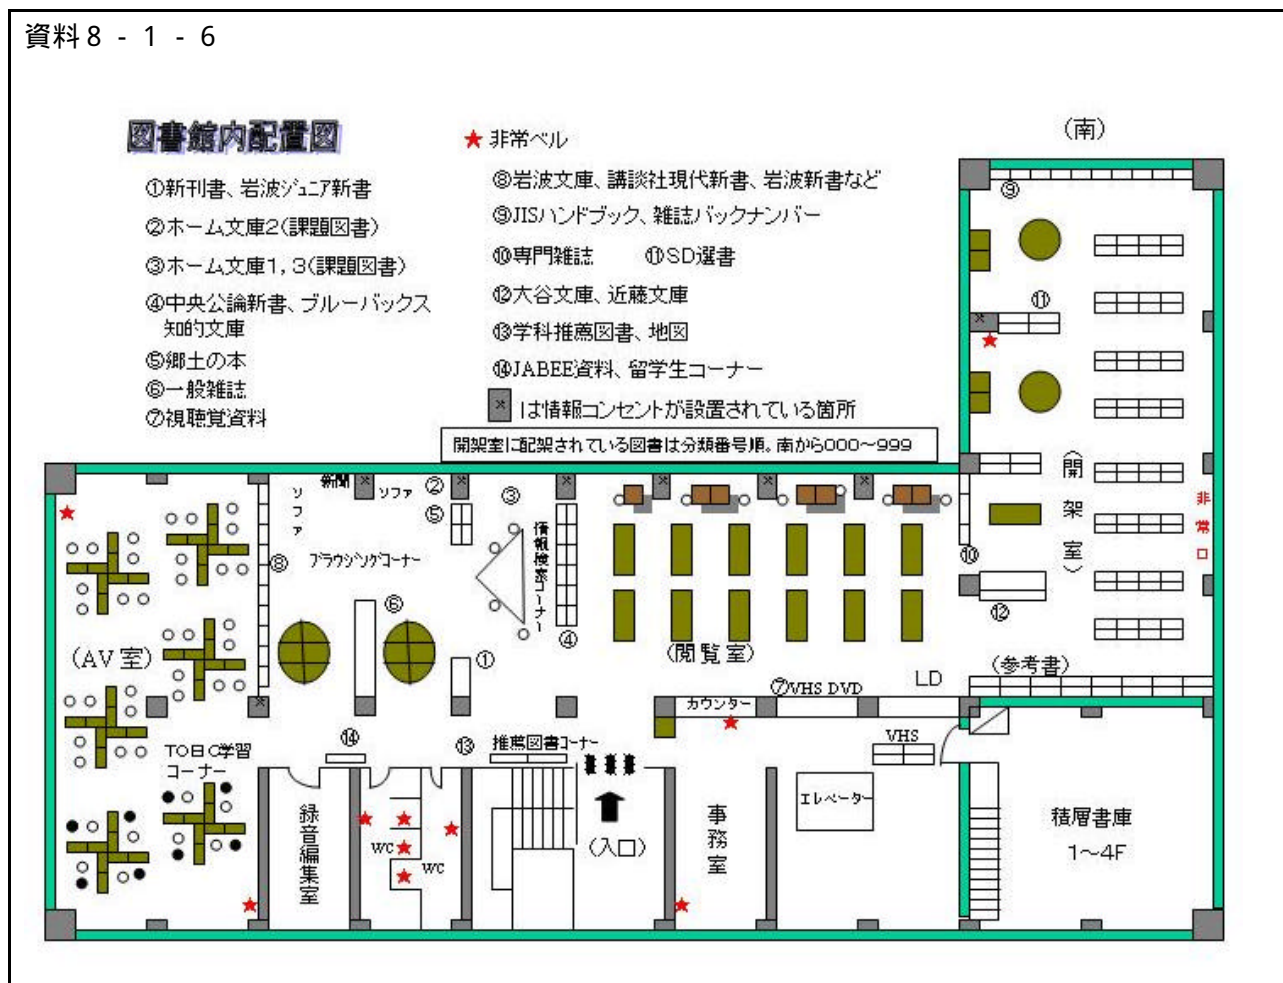 資料8-1-6
図書館内配置図
①新刊書、岩波ジュニア新書
②ホーム文庫2(課題図書)
③ホーム文庫1,3(課題図書)
④中央公論新書、ブルーバックス
知的文庫
⑤郷土の本
⑥一般雑誌
⑦視聴覚資料
★非常ベル
⑧岩波文庫、講談社現代新書、岩波新書など
⑨JISハンドブック、雑誌バックナンバー
⑩専門雑誌 ⑪SD選書
⑫大谷文庫、近藤文庫
⑬学科推薦図書、地図
⑭JABEE資料、留学生コーナー
×は情報コンセントが設置されている箇所
開架室に配架されている図書は分類番号順。南から000～999
(南)
⑨
⑪
(開架室)
非常口
⑩
⑫
(参考書)
新聞
ソファ
ソファ
②
⑤
③
⑧
ブラウジングコーナー
情報検索コーナー
⑥
④
①
(AV室)
(閲覧室)
LD
⑦VHS DVD
カウンター
VHS
TOEIC学習
コーナー
⑭
⑬
推薦図書コーナー
録音編集室
WC
WC
(入口)
事務室
エレベーター
積層書庫
1～4F